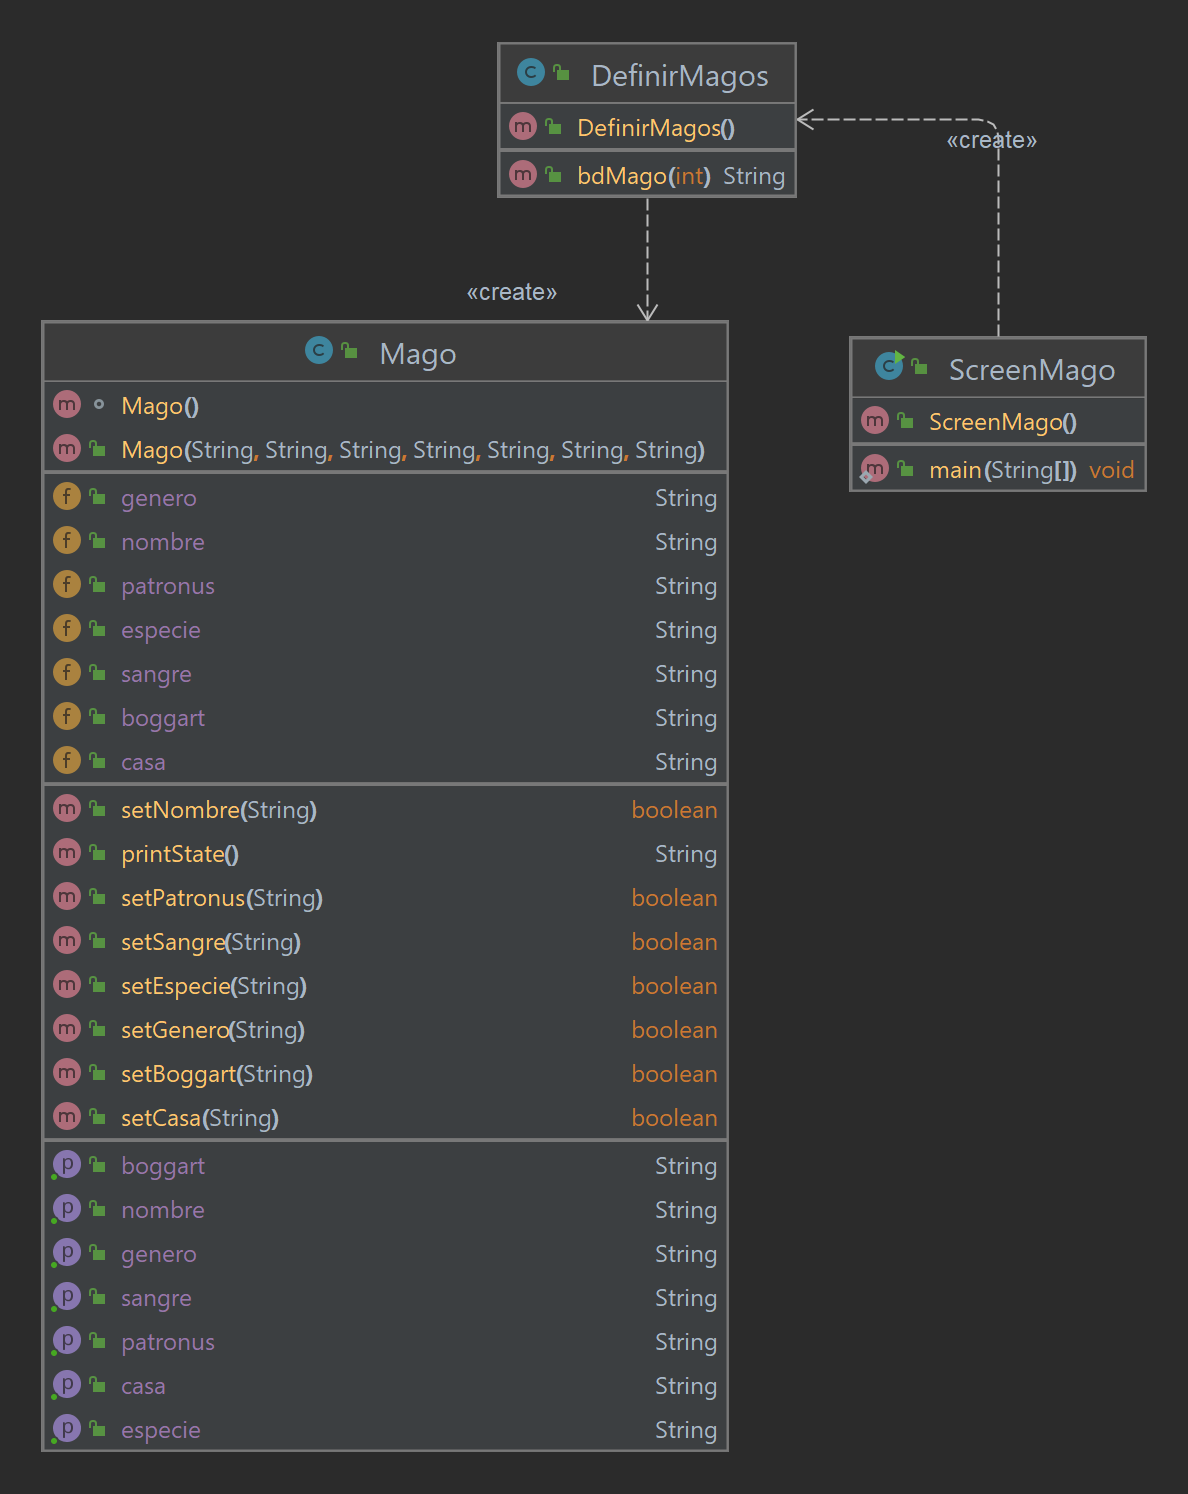 DefinirMagos
DefinirMagos()
bdMago(int) String
«create»
«create»
Mago
Mago()
Mago(String, String, String, String, String, String, String)
genero String
nombre String
patronus String
especie String
sangre String
boggart String
casa String
setNombre(String) boolean
printState() String
setPatronus(String) boolean
setSangre(String) boolean
setEspecie(String) boolean
setGenero(String) boolean
setBoggart(String) boolean
setCasa(String) boolean
boggart String
nombre String
genero String
sangre String
patronus String
casa String
especie String
ScreenMago
ScreenMago()
main(String[]) void